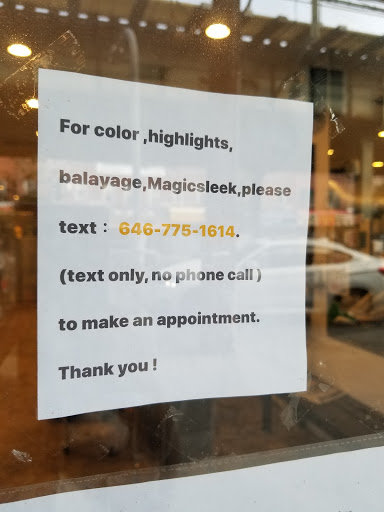 For color ,highlights,
balayage,Magicsleek,please
text : 646-775-1614.
(text only, no phone call )
to make an appointment.
Thank you !